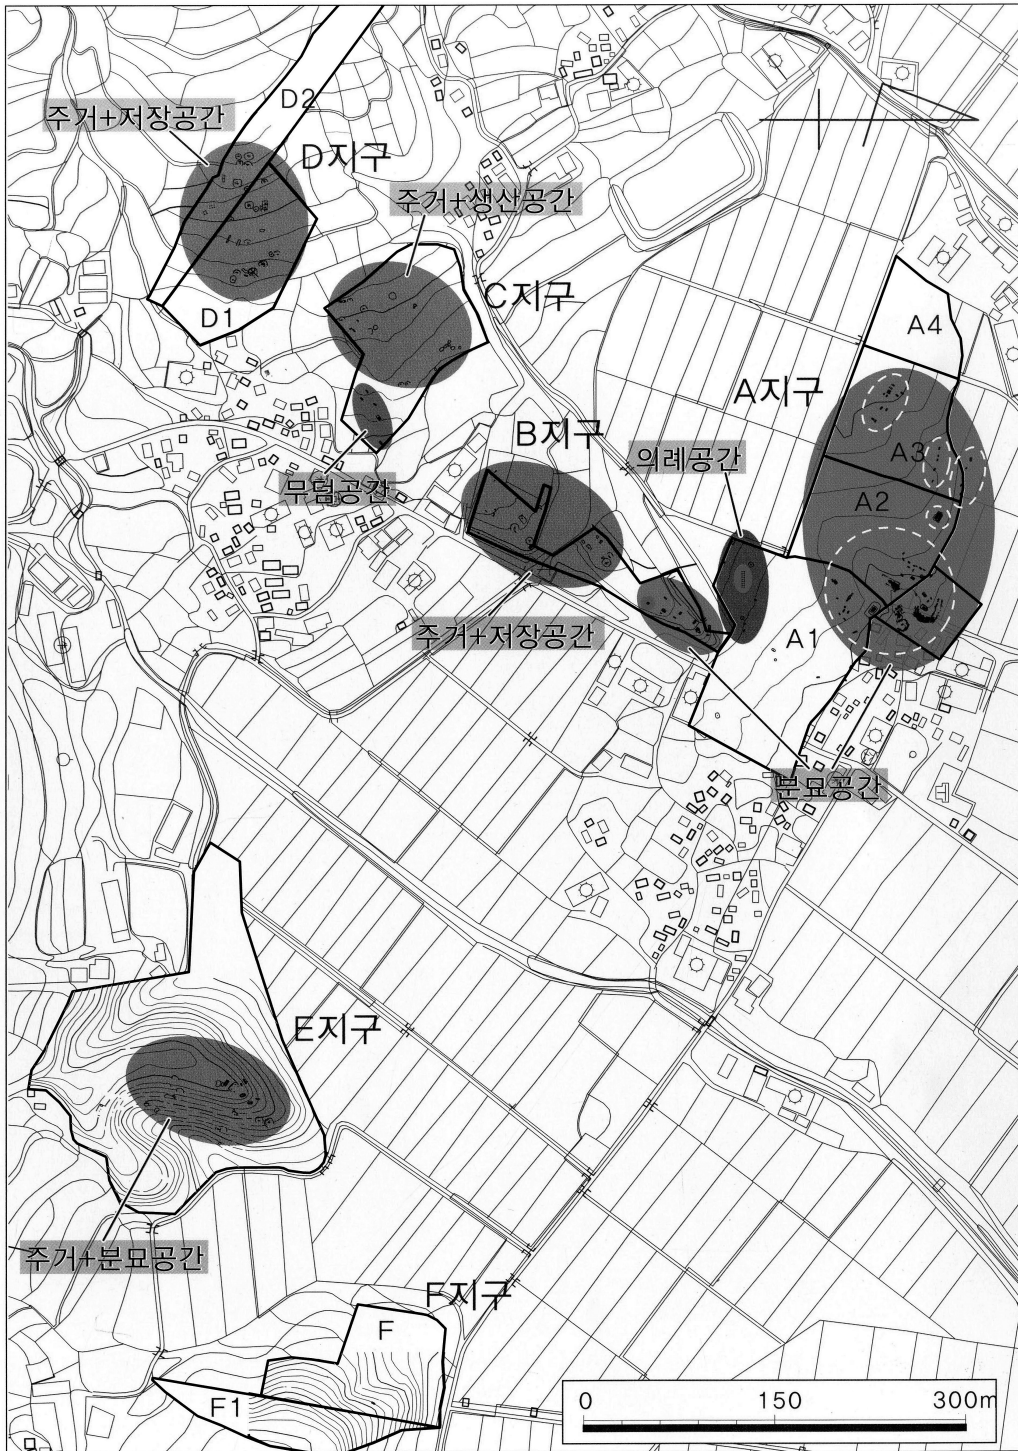 D2
주거+저장공간
D지구
주거+생산공간
C지구
D1
A4
A지구
B지구
의례공간
A3
무덤공간
A2
주거+저장공간
A1
분묘공간
E지구
주거+분묘공간
F지구
F
F1
0 150 300m